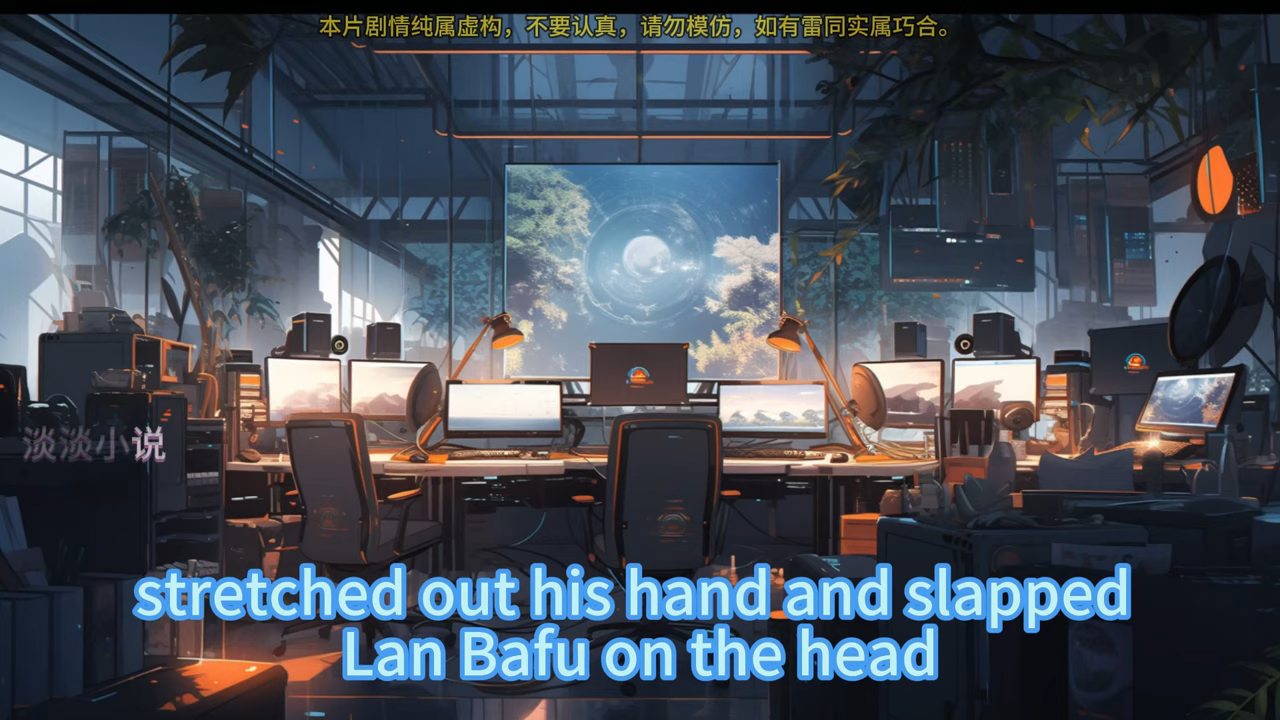 本片剧情纯属虚构，不要认真，请勿模仿，如有雷同实属巧合。
淡淡小说
stretched out his hand and slapped
Lan Bafu on the head